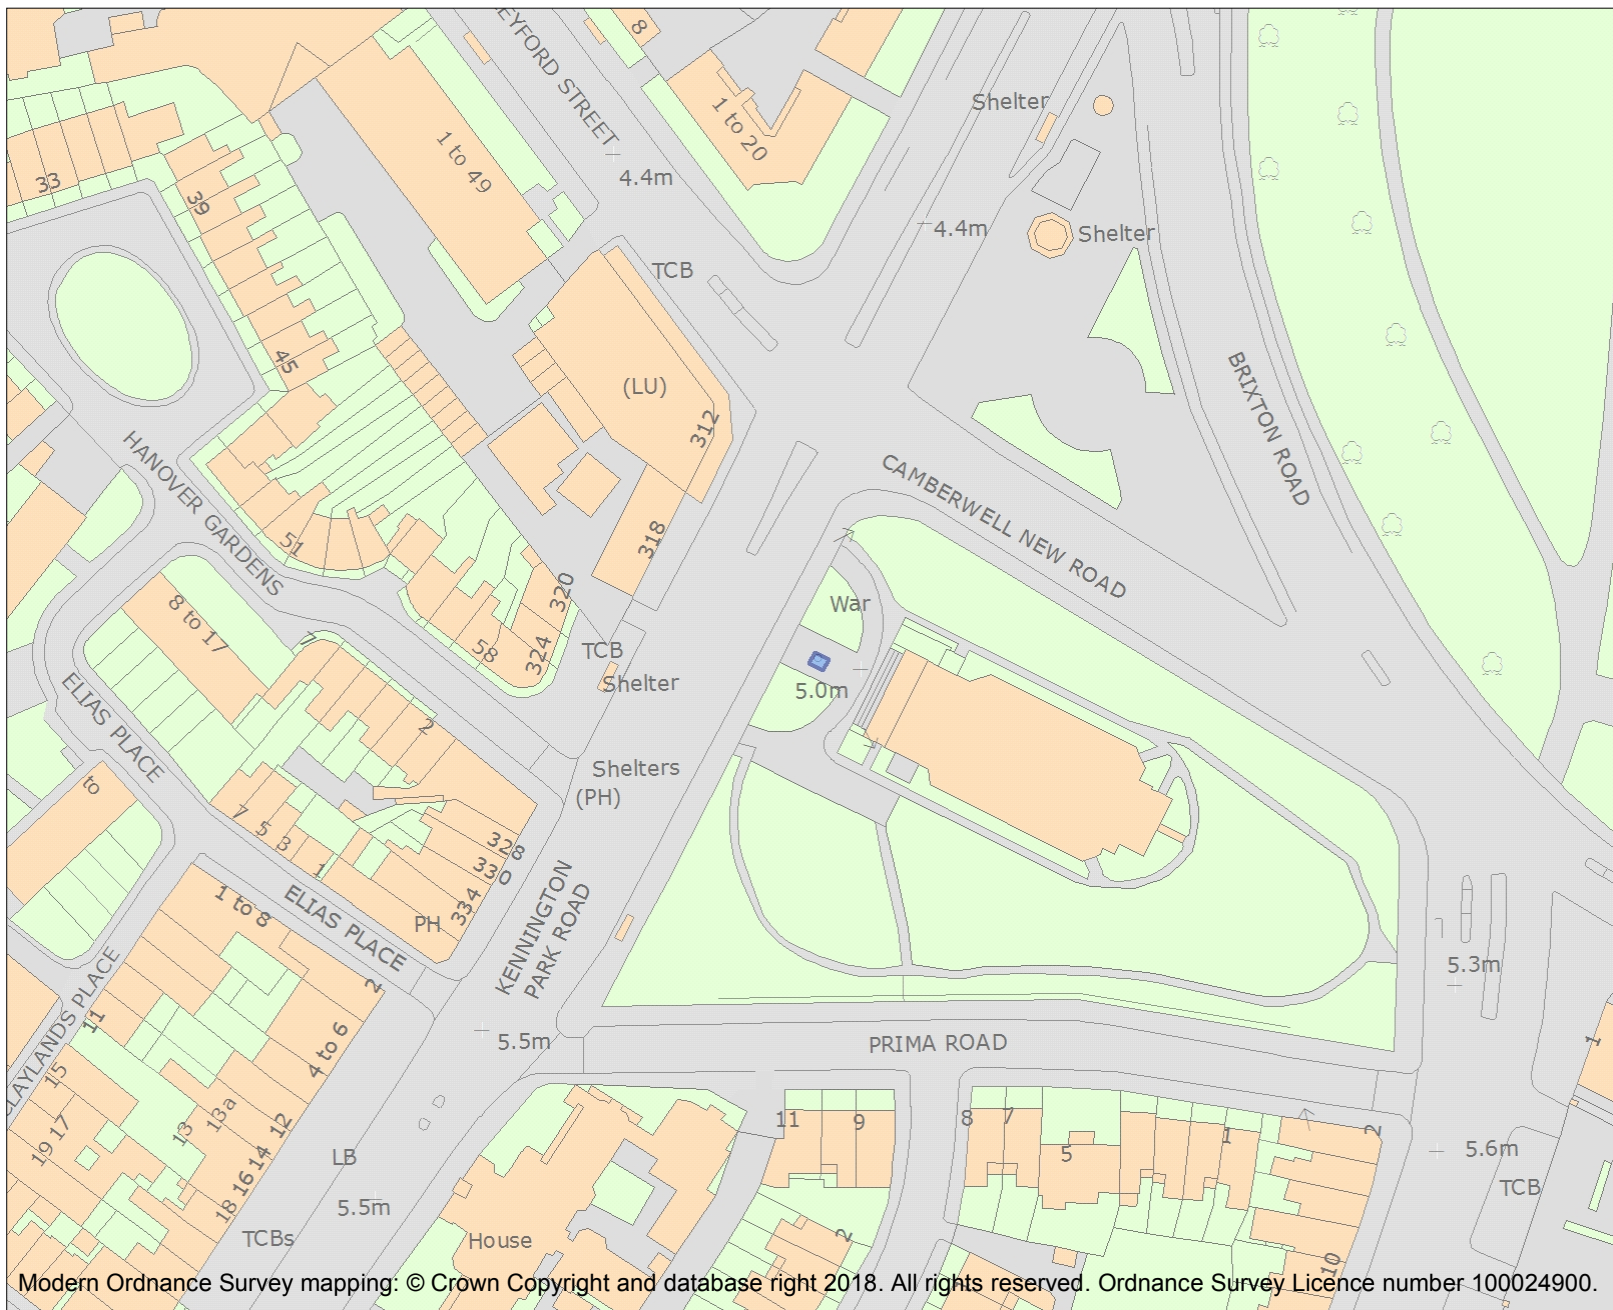 EYFORD STREET
8
1 to 20
1 to 49
4.4m
Shelter
4.4m
Shelter
33
39
45
TCB
(LU)
312
318
BRIXTON ROAD
CAMBERWELL NEW ROAD
HANOVER GARDENS
51
58
320
324
War
5.0m
TCB
Shelter
8 to 17
7
2
ELIAS PLACE
to
7
5
3
1
Shelters
(PH)
328
330
334
PH
KENNINGTON
PARK ROAD
1 to 8
ELIAS PLACE
2
4 to 6
CLAYLANDS PLACE
11
15
17
19
13
13a
12
14
16
18
LB
5.5m
5.5m
TCBs
House
PRIMA ROAD
11
9
2
8
7
5
1
2
10
5.3m
5.6m
TCB
1
1
Modern Ordnance Survey mapping: © Crown Copyright and database right 2018. All rights reserved. Ordnance Survey Licence number 100024900.